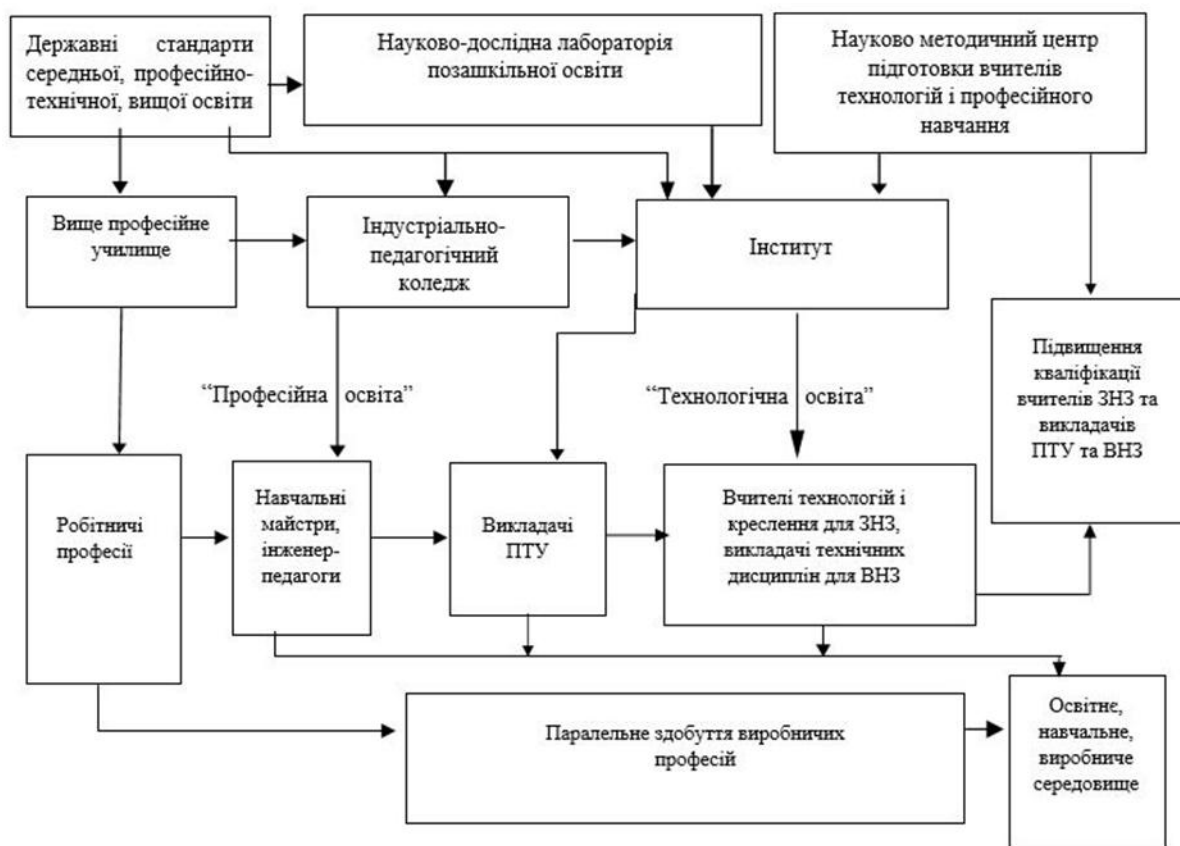 Державні стандарти
середньої, професійно-
технічної, вищої освіти
Науково-дослідна лабораторія
позашкільної освіти
Науково методичний центр
підготовки вчителів
технологій і професійного
навчання
Вище професійне
училище
Індустріально-
педагогічний
коледж
Інститут
Підвищення
кваліфікації
вчителів ЗНЗ та
викладачів
ПТУ та ВНЗ
“Професійна освіта”
“Технологічна освіта”
Робітничі
професії
Навчальні
майстри,
інженер-
педагоги
Викладачі
ПТУ
Вчителі технологій і
креслення для ЗНЗ,
викладачі технічних
дисциплін для ВНЗ
Паралельне здобуття виробничих
професій
Освітнє,
навчальне,
виробниче
середовище